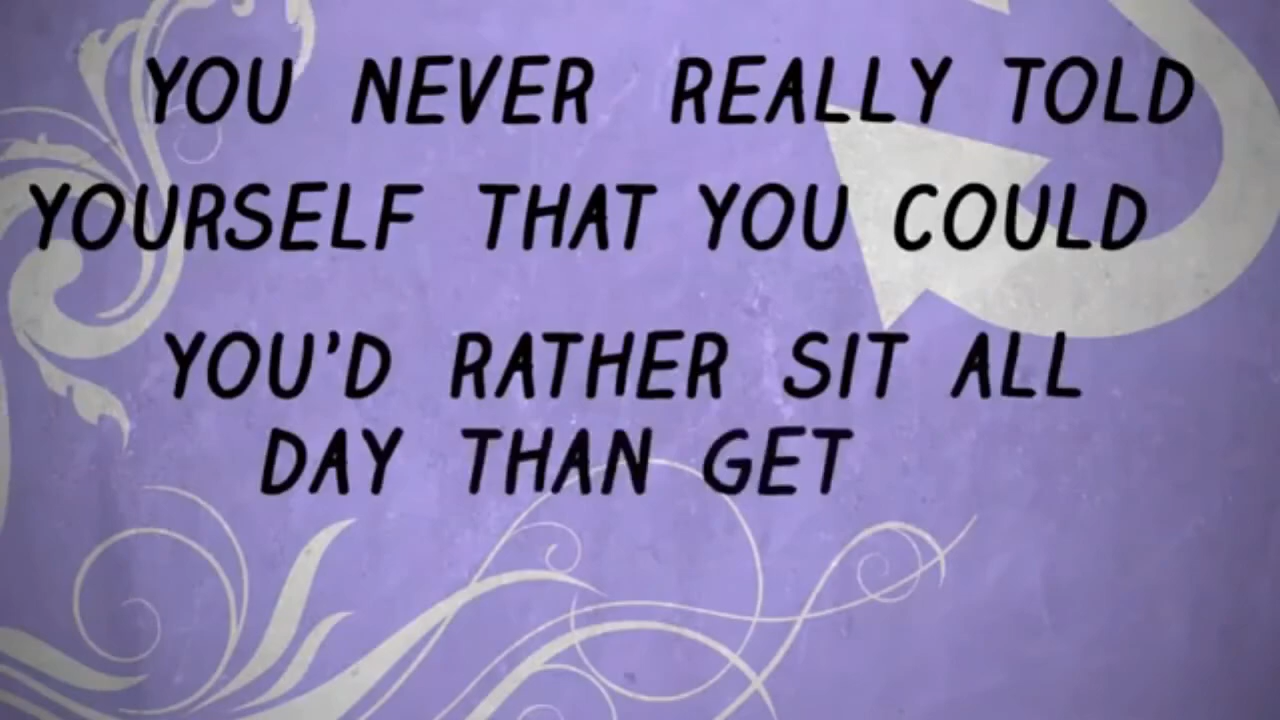 YOU NEVER REALLY TOLD
YOURSELF THAT YOU COULD
YOU'D RATHER SIT ALL
DAY THAN GET